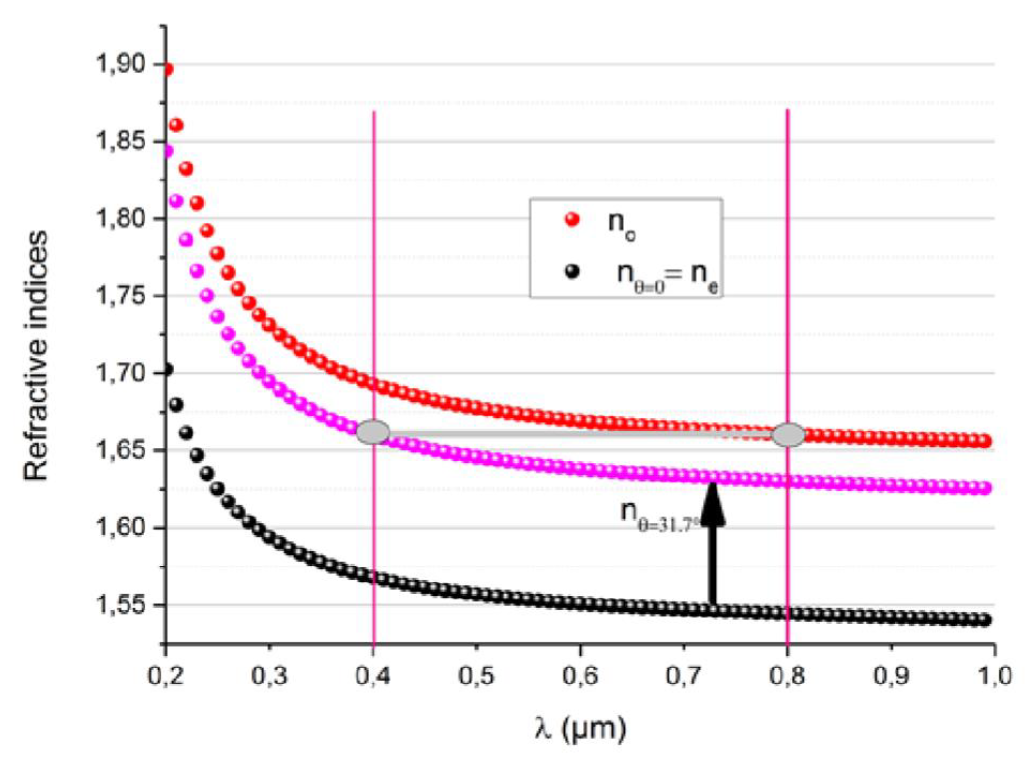 Refractive indices
1,90
1,85
1,80
1,75
1,70
1,65
1,60
1,55
n_o
n_θ=0 = n_e
n_θ=31.7°
0,2 0,3 0,4 0,5 0,6 0,7 0,8 0,9 1,0
λ (µm)